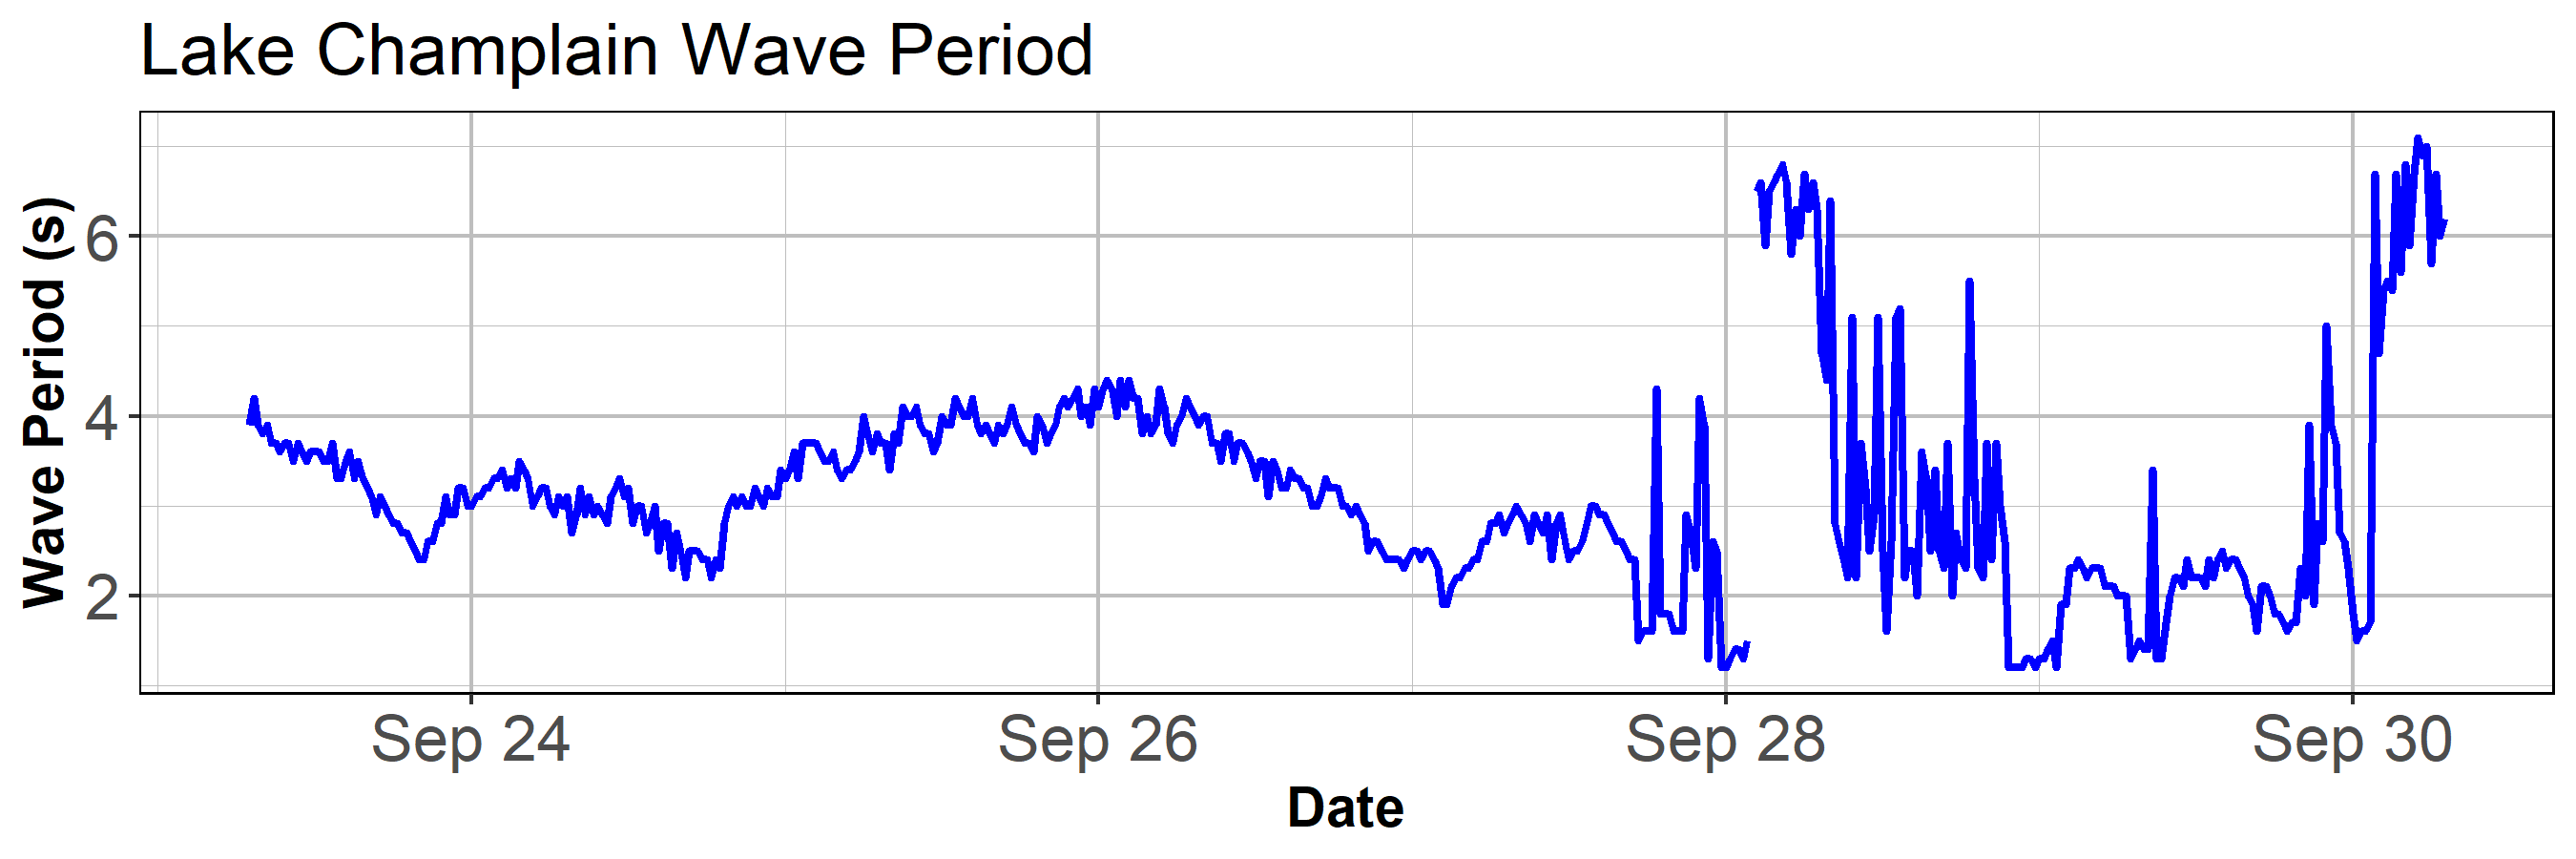 Lake Champlain Wave Period
Wave Period (s)
6
4
2
Sep 24
Sep 26
Sep 28
Sep 30
Date